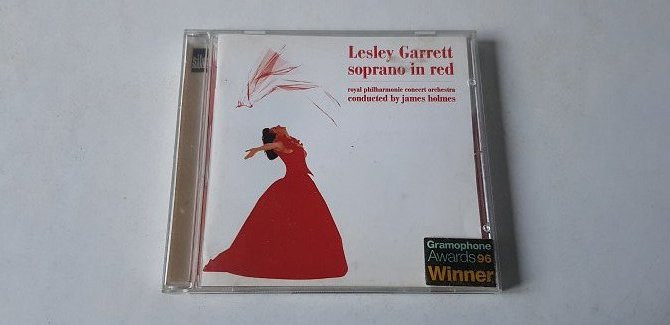 Lesley Garrett
soprano in red
royal philharmonic concert orchestra
conducted by james holmes
Gramophone
Awards 96
Winner